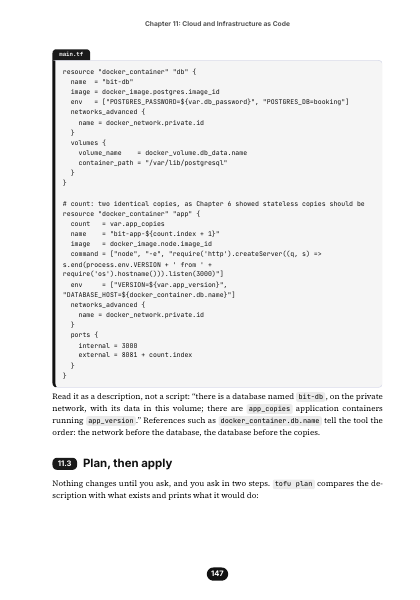 Chapter 11: Cloud and Infrastructure as Code
main.tf
resource "docker_container" "db" {
  name  = "bit-db"
  image = docker_image.postgres.image_id
  env   = ["POSTGRES_PASSWORD=${var.db_password}", "POSTGRES_DB=booking"]
  networks_advanced {
    name = docker_network.private.id
  }
  volumes {
    volume_name    = docker_volume.db_data.name
    container_path = "/var/lib/postgresql"
  }
}

# count: two identical copies, as Chapter 6 showed stateless copies should be
resource "docker_container" "app" {
  count   = var.app_copies
  name    = "bit-app-${count.index + 1}"
  image   = docker_image.node.image_id
  command = ["node", "-e", "require('http').createServer((q, s) =>
s.end(process.env.VERSION + ' from ' +
require('os').hostname())).listen(3000)"]
  env     = ["VERSION=${var.app_version}",
"DATABASE_HOST=${docker_container.db.name}"]
  networks_advanced {
    name = docker_network.private.id
  }
  ports {
    internal = 3000
    external = 8081 + count.index
  }
}
Read it as a description, not a script: “there is a database named bit-db, on the private
network, with its data in this volume; there are app_copies application containers
running app_version.” References such as docker_container.db.name tell the tool the
order: the network before the database, the database before the copies.
11.3 Plan, then apply
Nothing changes until you ask, and you ask in two steps. tofu plan compares the de-
scription with what exists and prints what it would do:
147